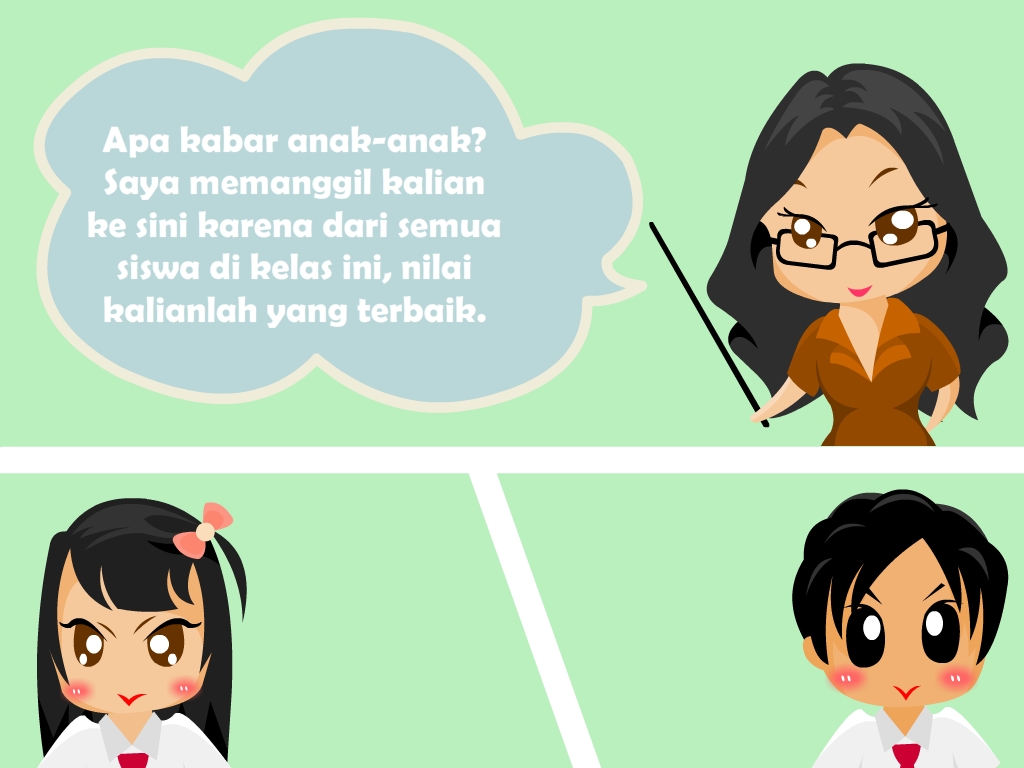 Apa kabar anak-anak?
Saya memanggil kalian
ke sini karena dari semua
siswa di kelas ini, nilai
kalianlah yang terbaik.